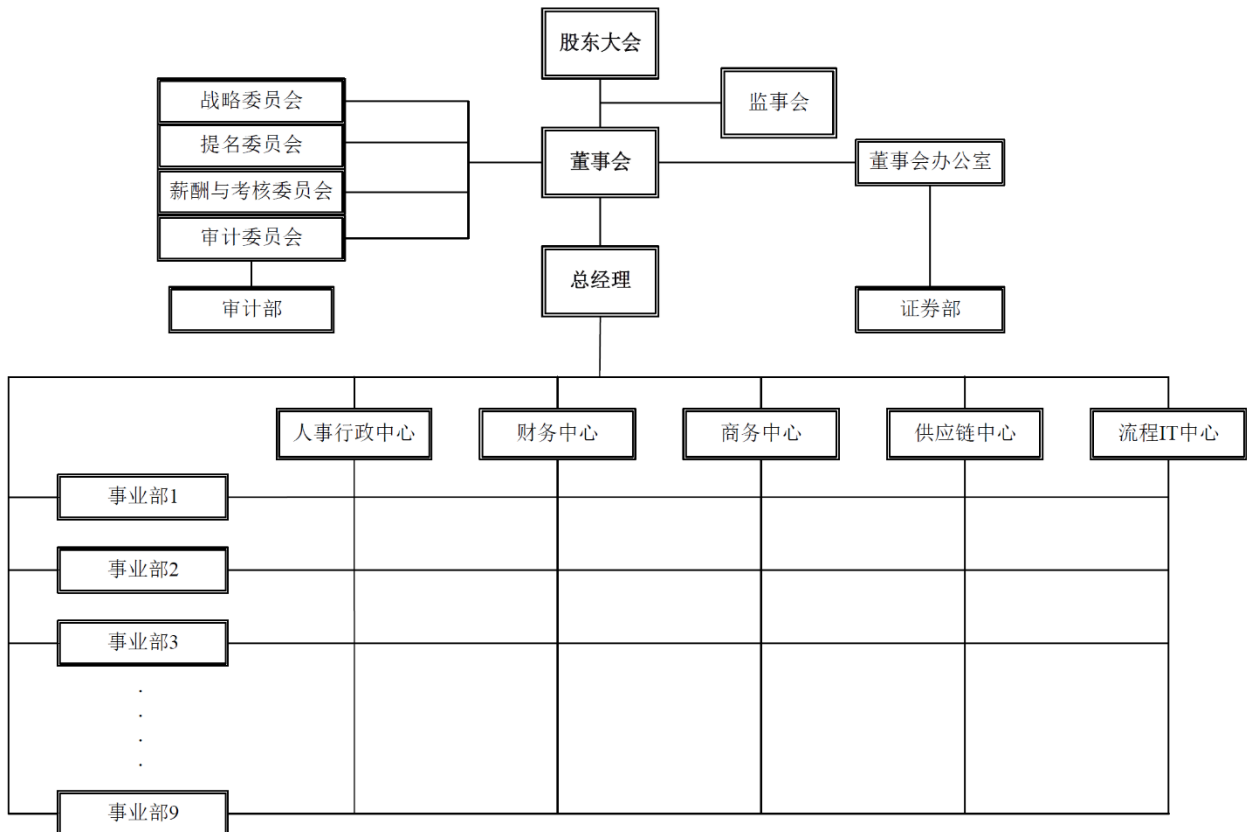 股东大会
监事会
战略委员会
提名委员会
薪酬与考核委员会
审计委员会
董事会
董事会办公室
总经理
审计部
证券部
人事行政中心
财务中心
商务中心
供应链中心
流程IT中心
事业部1
事业部2
事业部3
.
.
.
.
事业部9